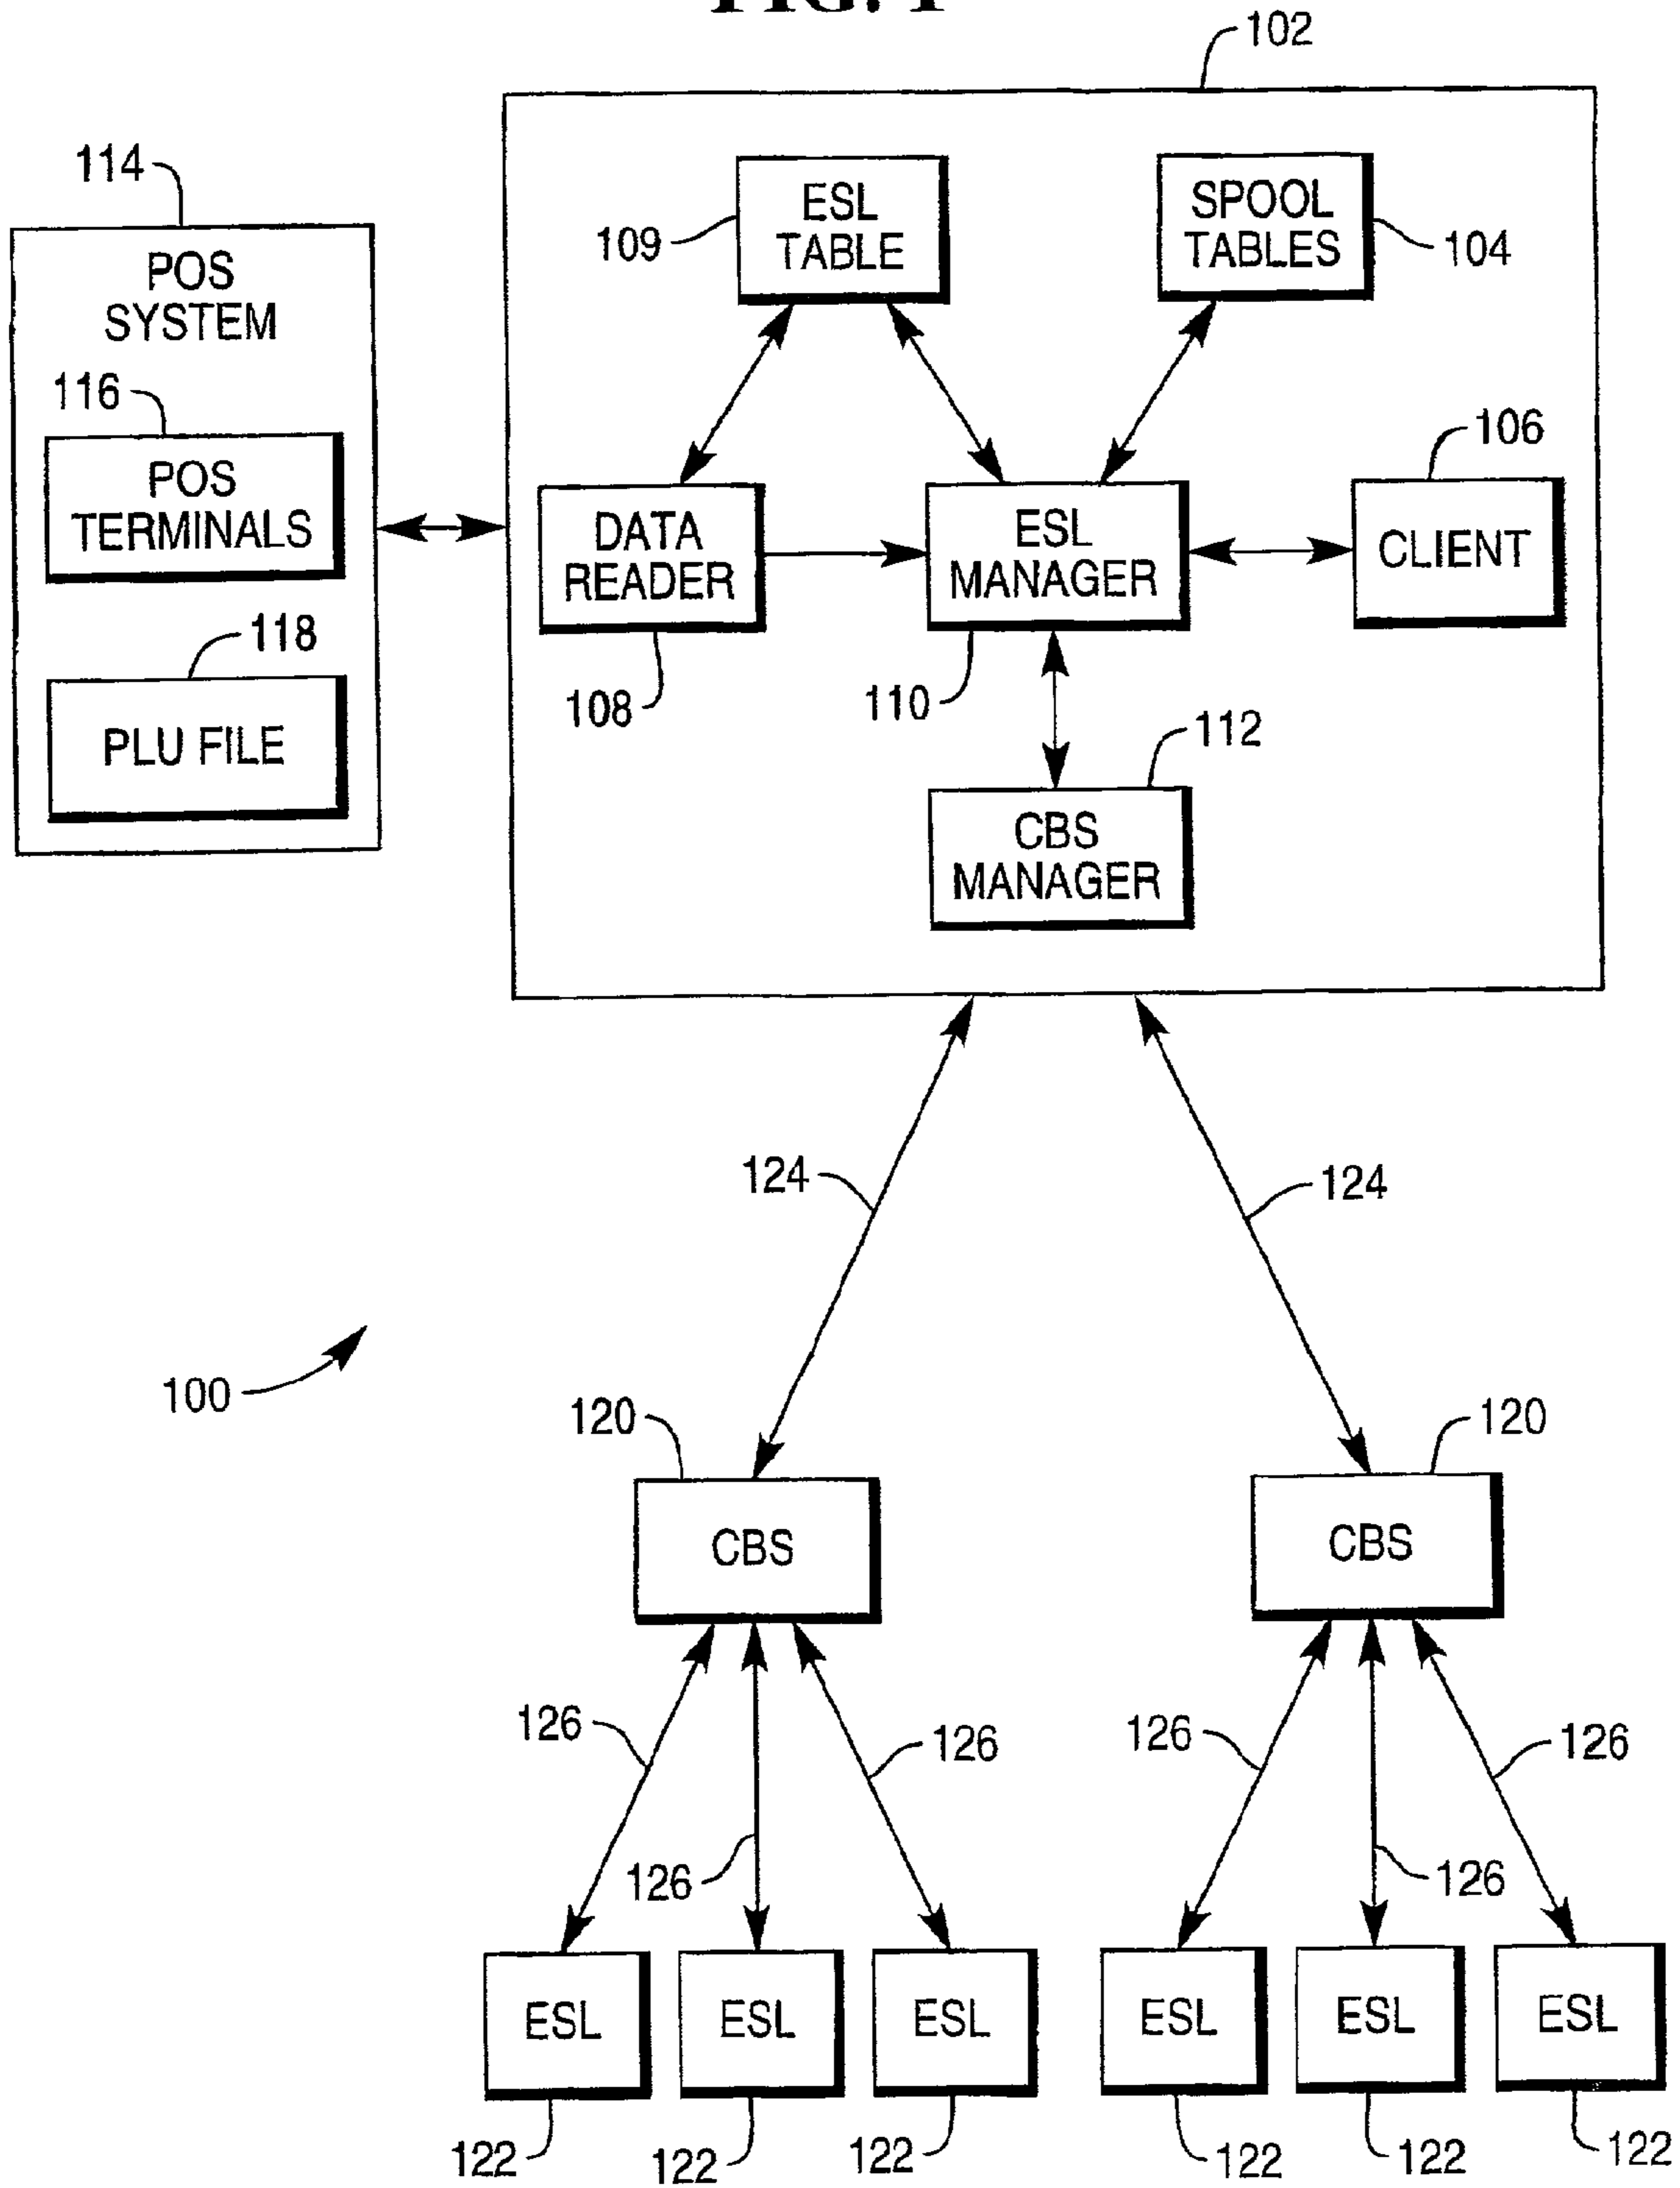 FIG. 1
102
114
POS
SYSTEM
116
POS
TERMINALS
118
PLU FILE
109
ESL
TABLE
SPOOL
TABLES
104
106
DATA
READER
108
ESL
MANAGER
110
CLIENT
112
CBS
MANAGER
124
124
100
120
120
CBS
CBS
126
126
126
126
126
126
ESL
ESL
ESL
ESL
ESL
ESL
122
122
122
122
122
122